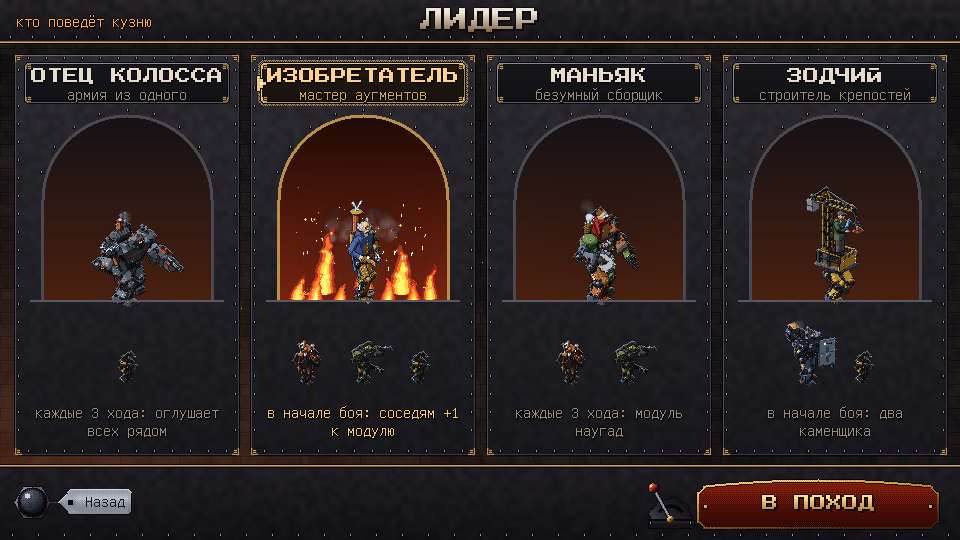 кто поведёт кузню
ЛИДЕР
ОТЕЦ КОЛОССА
армия из одного
каждые 3 хода: оглушает
всех рядом
ИЗОБРЕТАТЕЛЬ
мастер аугментов
в начале боя: соседям +1
к модулю
МАНЬЯК
безумный сборщик
каждые 3 хода: модуль
наугад
ЗОДЧИЙ
строитель крепостей
в начале боя: два
каменщика
Назад
В ПОХОД